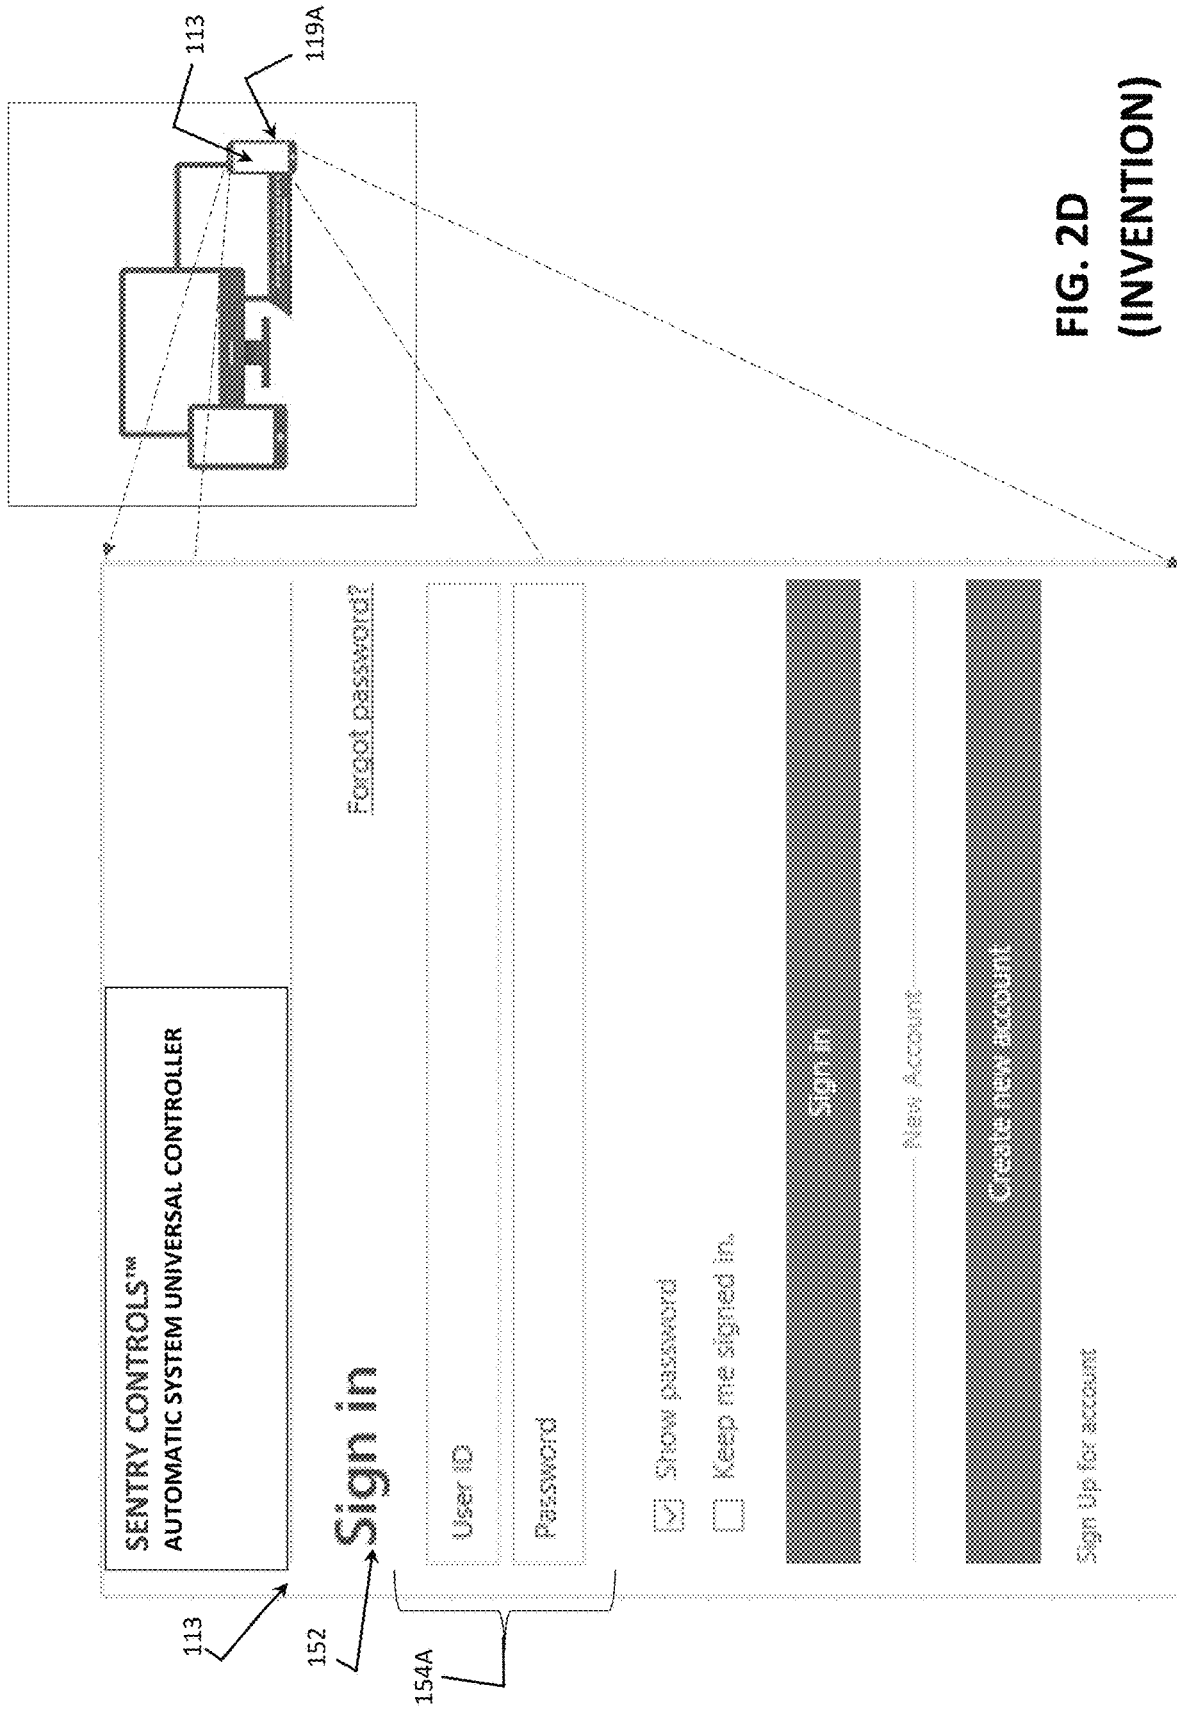 113
119A
113
SENTRY CONTROLS™
AUTOMATIC SYSTEM UNIVERSAL CONTROLLER
152
Sign in
Forgot password?
154A
User ID
Password
Show password
Keep me signed in.
Sign in
New Account
Create new account
Sign Up for account
FIG. 2D
(INVENTION)